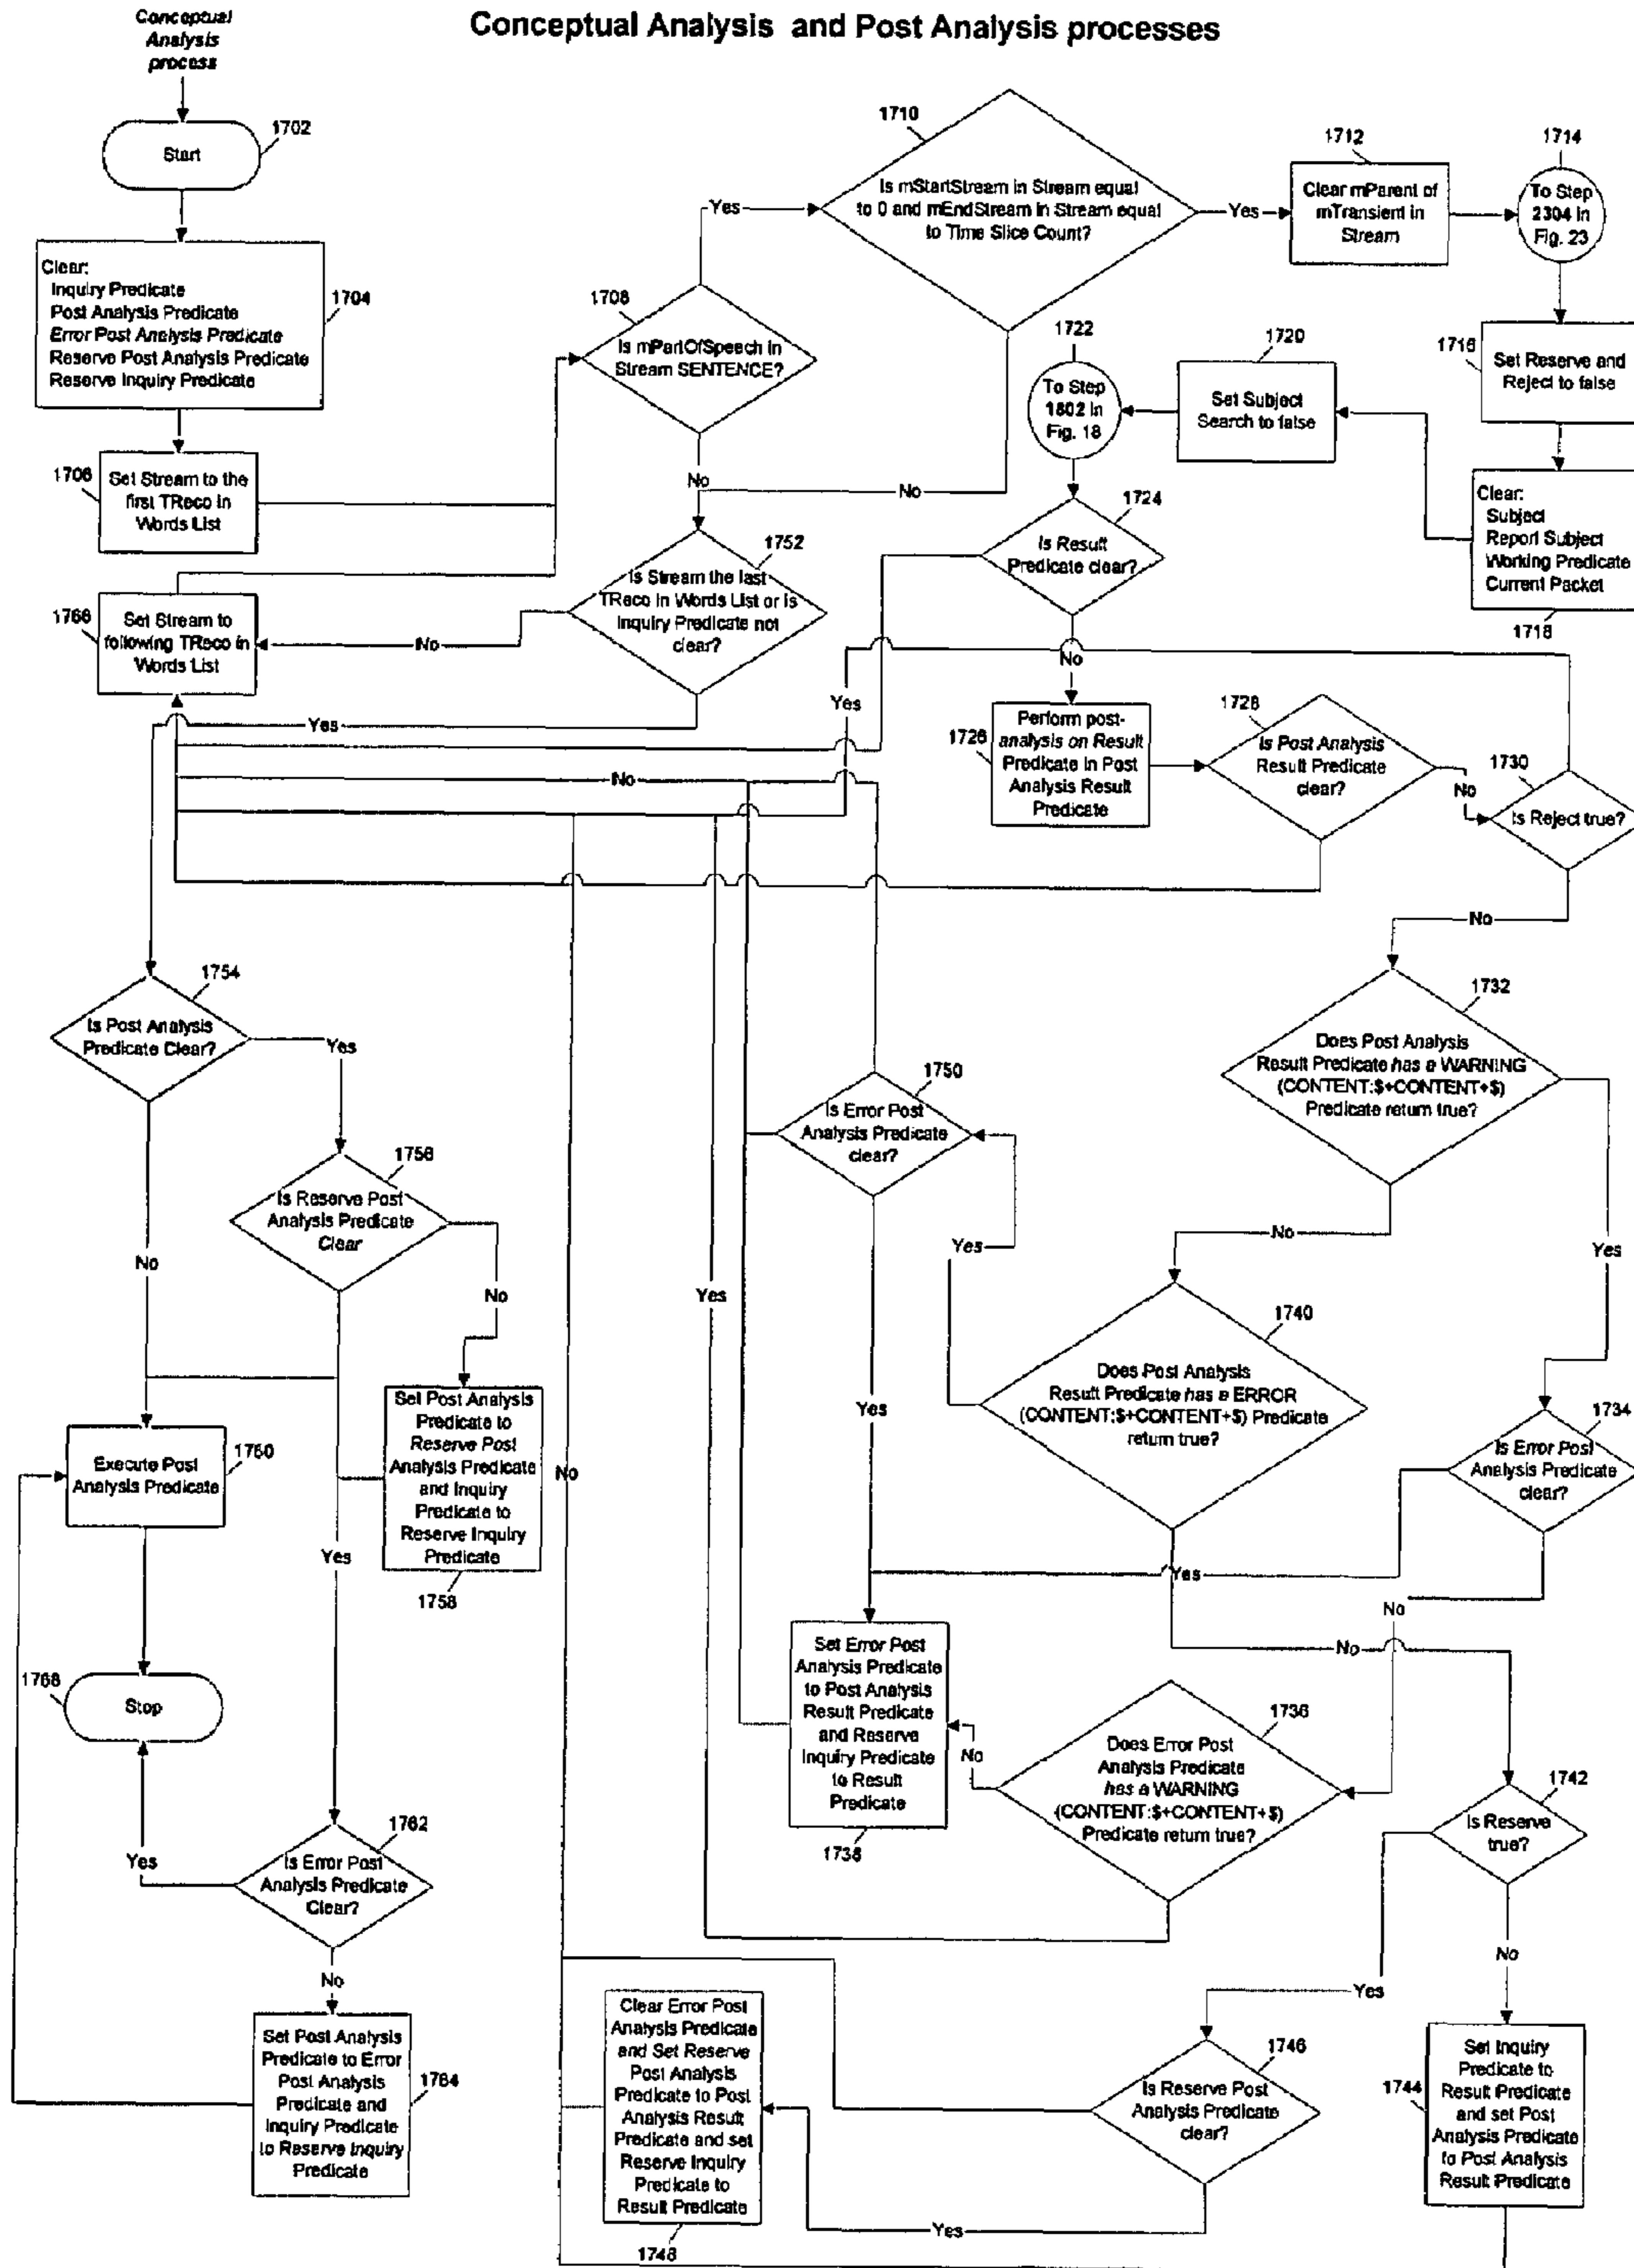 Conceptual Analysis and Post Analysis processes
Conceptual
Analysis
process
1702
Start
Clear:
Inquiry Predicate
Post Analysis Predicate
Error Post Analysis Predicate
Reserve Post Analysis Predicate
Reserve Inquiry Predicate
1704
1706
Set Stream to the
first TReco in
Words List
1766
Set Stream to
following TReco in
Words List
1708
Is mPartOfSpeech in
Stream SENTENCE?
Yes
No
1710
Is mStartStream in Stream equal
to 0 and mEndStream in Stream equal
to Time Slice Count?
Yes
No
1712
Clear mParent of
mTransient in
Stream
1714
To Step
2304 in
Fig. 23
1716
Set Reserve and
Reject to false
Clear:
Subject
Report Subject
Working Predicate
Current Packet
1718
1720
Set Subject
Search to false
1722
To Step
1802 in
Fig. 18
1724
Is Result
Predicate clear?
No
1752
Is Stream the last
TReco in Words List or is
Inquiry Predicate not
clear?
No
Yes
Yes
1726
Perform post-
analysis on Result
Predicate in Post
Analysis Result
Predicate
1728
Is Post Analysis
Result Predicate
clear?
No
1730
Is Reject true?
No
No
1732
Does Post Analysis
Result Predicate has a WARNING
(CONTENT:$+CONTENT+$)
Predicate return true?
No
Yes
1754
Is Post Analysis
Predicate Clear?
Yes
No
1756
Is Reserve Post
Analysis Predicate
Clear
No
Yes
Set Post Analysis
Predicate to
Reserve Post
Analysis Predicate
and Inquiry
Predicate to
Reserve Inquiry
Predicate
1758
Execute Post
Analysis Predicate
1760
1768
Stop
1762
Is Error Post
Analysis Predicate
Clear?
Yes
No
Set Post Analysis
Predicate to Error
Post Analysis
Predicate and
Inquiry Predicate
to Reserve Inquiry
Predicate
1764
1750
Is Error Post
Analysis Predicate
clear?
Yes
Yes
Yes
No
1740
Does Post Analysis
Result Predicate has a ERROR
(CONTENT:$+CONTENT+$) Predicate
return true?
No
1734
Is Error Post
Analysis Predicate
clear?
Yes
No
Set Error Post
Analysis Predicate
to Post Analysis
Result Predicate
and Reserve
Inquiry Predicate
to Result
Predicate
1738
1736
Does Error Post
Analysis Predicate
has a WARNING
(CONTENT:$+CONTENT+$)
Predicate return true?
No
1742
Is Reserve
true?
Yes
No
1744
Set Inquiry
Predicate to
Result Predicate
and set Post
Analysis Predicate
to Post Analysis
Result Predicate
1746
Is Reserve Post
Analysis Predicate
clear?
Yes
Clear Error Post
Analysis Predicate
and Set Reserve
Post Analysis
Predicate to Post
Analysis Result
Predicate and set
Reserve Inquiry
Predicate to
Result Predicate
1748